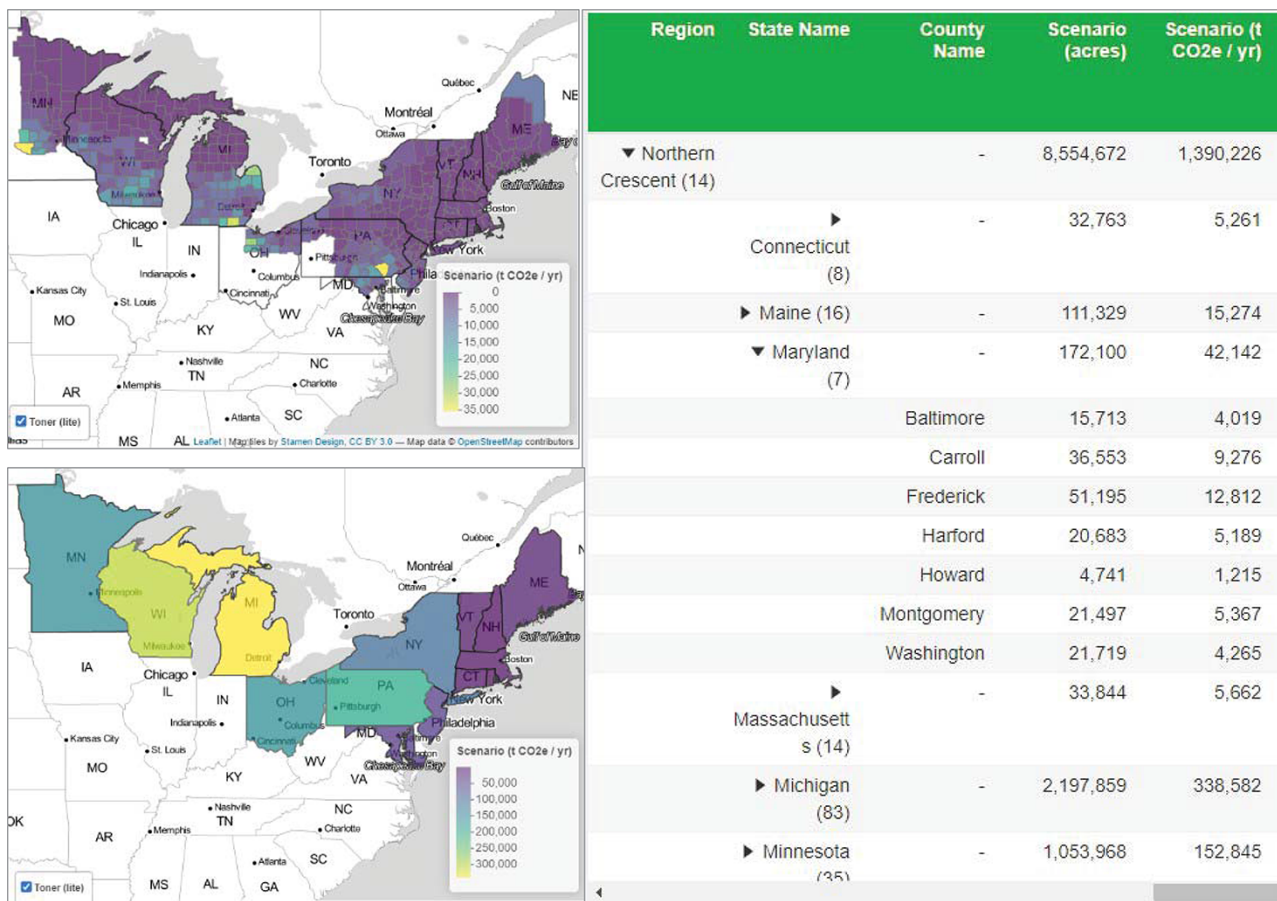 Québec
Montréal
Ottawa
NE
MN
ME
Minneapolis
Bay o
WI
MI
VT
NH
Toronto
NY
Gulf of Maine
Milwaukee
Detroit
Boston
IA
Chicago
IL
IN
OH
PA
New York
Pittsburgh
Indianapolis
Columbus
MD
Baltimore
Kansas City
St. Louis
Cincinnati
Washington
MO
WV
Chesapeake Bay
KY
VA
Nashville
TN
NC
Charlotte
Memphis
AR
SC
Atlanta
MS
AL
Scenario (t CO2e / yr)
0
5,000
10,000
15,000
20,000
25,000
30,000
35,000
Toner (lite)
Leaflet | Map tiles by Stamen Design, CC BY 3.0 — Map data © OpenStreetMap contributors
Québec
Montréal
Ottawa
MN
ME
Minneapolis
WI
MI
VT
NH
Toronto
NY
Gulf of Maine
Milwaukee
Detroit
Boston
CT
IA
Chicago
Cleveland
IL
IN
OH
PA
New York
Pittsburgh
Philadelphia
Indianapolis
Columbus
MD
Baltimore
Kansas City
St. Louis
Cincinnati
Washington
MO
WV
Chesapeake Bay
KY
VA
Nashville
TN
NC
OK
Memphis
Charlotte
AR
SC
Atlanta
MS
AL
GA
Scenario (t CO2e / yr)
50,000
100,000
150,000
200,000
250,000
300,000
Toner (lite)
Region State Name County Name Scenario (acres) Scenario (t CO2e / yr)
▼ Northern Crescent (14) - 8,554,672 1,390,226
▶ Connecticut (8) - 32,763 5,261
▶ Maine (16) - 111,329 15,274
▼ Maryland (7) - 172,100 42,142
Baltimore 15,713 4,019
Carroll 36,553 9,276
Frederick 51,195 12,812
Harford 20,683 5,189
Howard 4,741 1,215
Montgomery 21,497 5,367
Washington 21,719 4,265
▶ Massachusetts (14) - 33,844 5,662
▶ Michigan (83) - 2,197,859 338,582
▶ Minnesota (35) - 1,053,968 152,845